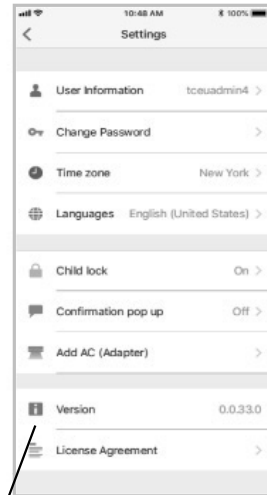 10:48 AM 100%
Settings
User Information tceuadmin4 >
Change Password >
Time zone New York >
Languages English (United States) >
Child lock On >
Confirmation pop up Off >
Add AC (Adapter) >
Version 0.0.33.0
License Agreement >